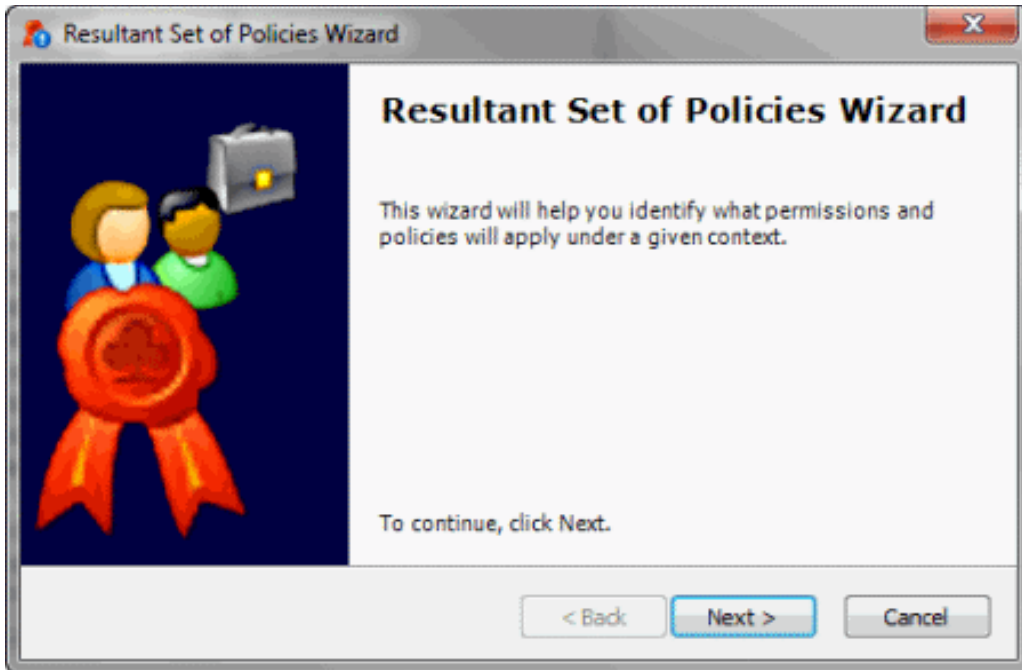 Resultant Set of Policies Wizard
Resultant Set of Policies Wizard
This wizard will help you identify what permissions and
policies will apply under a given context.
To continue, click Next.
< Back
Next >
Cancel